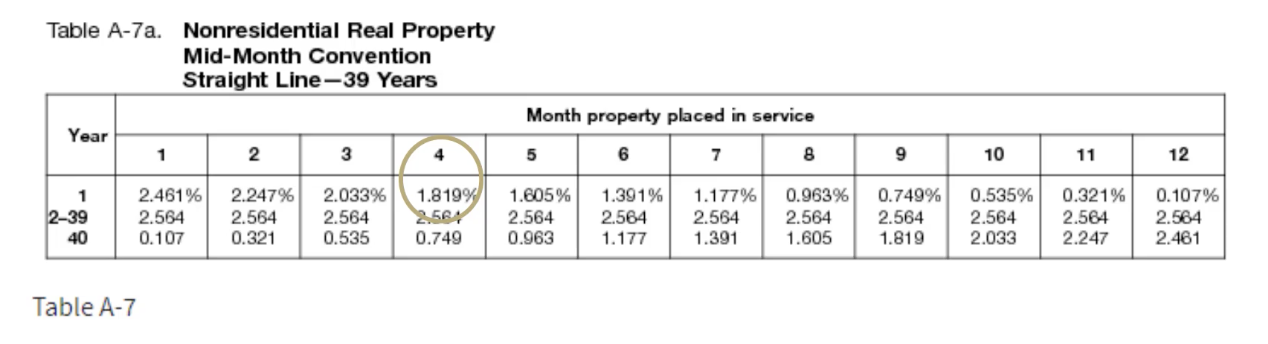 Table A-7a. Nonresidential Real Property
Mid-Month Convention
Straight Line—39 Years
Year Month property placed in service
1 2 3 4 5 6 7 8 9 10 11 12
1 2.461% 2.247% 2.033% 1.819% 1.605% 1.391% 1.177% 0.963% 0.749% 0.535% 0.321% 0.107%
2–39 2.564 2.564 2.564 2.564 2.564 2.564 2.564 2.564 2.564 2.564 2.564 2.564
40 0.107 0.321 0.535 0.749 0.963 1.177 1.391 1.605 1.819 2.033 2.247 2.461
Table A-7